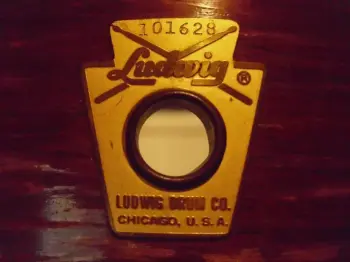 101628
Ludwig ®
LUDWIG DRUM CO.
CHICAGO, U.S.A.